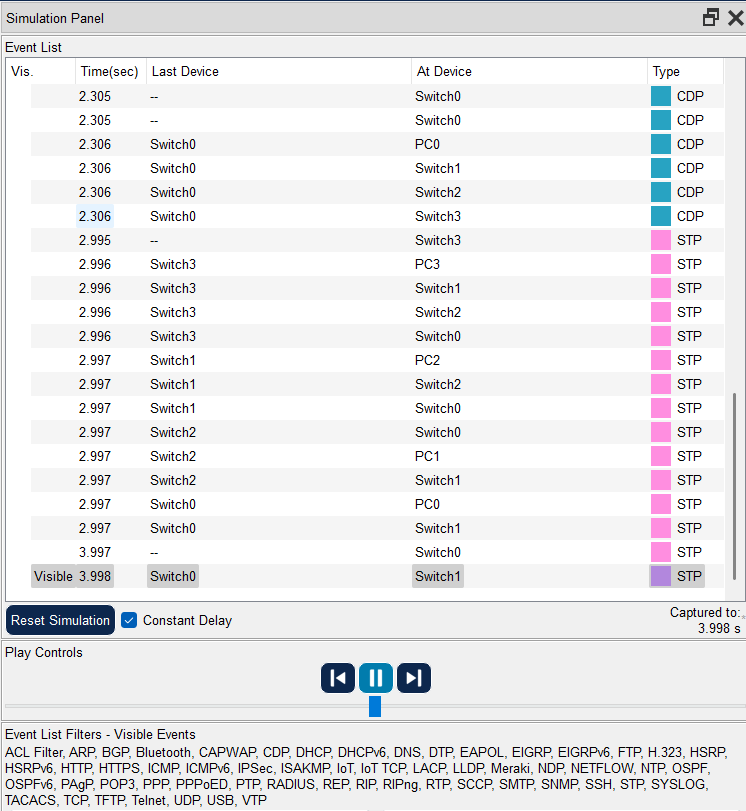 Simulation Panel
Event List
Vis. Time(sec) Last Device At Device Type
2.305 -- Switch0 CDP
2.305 -- Switch0 CDP
2.306 Switch0 PC0 CDP
2.306 Switch0 Switch1 CDP
2.306 Switch0 Switch2 CDP
2.306 Switch0 Switch3 CDP
2.995 -- Switch3 STP
2.996 Switch3 PC3 STP
2.996 Switch3 Switch1 STP
2.996 Switch3 Switch2 STP
2.996 Switch3 Switch0 STP
2.997 Switch1 PC2 STP
2.997 Switch1 Switch2 STP
2.997 Switch1 Switch0 STP
2.997 Switch2 Switch0 STP
2.997 Switch2 PC1 STP
2.997 Switch2 Switch1 STP
2.997 Switch0 PC0 STP
2.997 Switch0 Switch1 STP
3.997 -- Switch0 STP
Visible 3.998 Switch0 Switch1 STP
Reset Simulation Constant Delay Captured to:
3.998 s
Play Controls
Event List Filters - Visible Events
ACL Filter, ARP, BGP, Bluetooth, CAPWAP, CDP, DHCP, DHCPv6, DNS, DTP, EAPOL, EIGRP, EIGRPv6, FTP, H.323, HSRP,
HSRPv6, HTTP, HTTPS, ICMP, ICMPv6, IPSec, ISAKMP, IoT, IoT TCP, LACP, LLDP, Meraki, NDP, NETFLOW, NTP, OSPF,
OSPFv6, PAgP, POP3, PPP, PPPoED, PTP, RADIUS, REP, RIP, RIPng, RTP, SCCP, SMTP, SNMP, SSH, STP, SYSLOG,
TACACS, TCP, TFTP, Telnet, UDP, USB, VTP